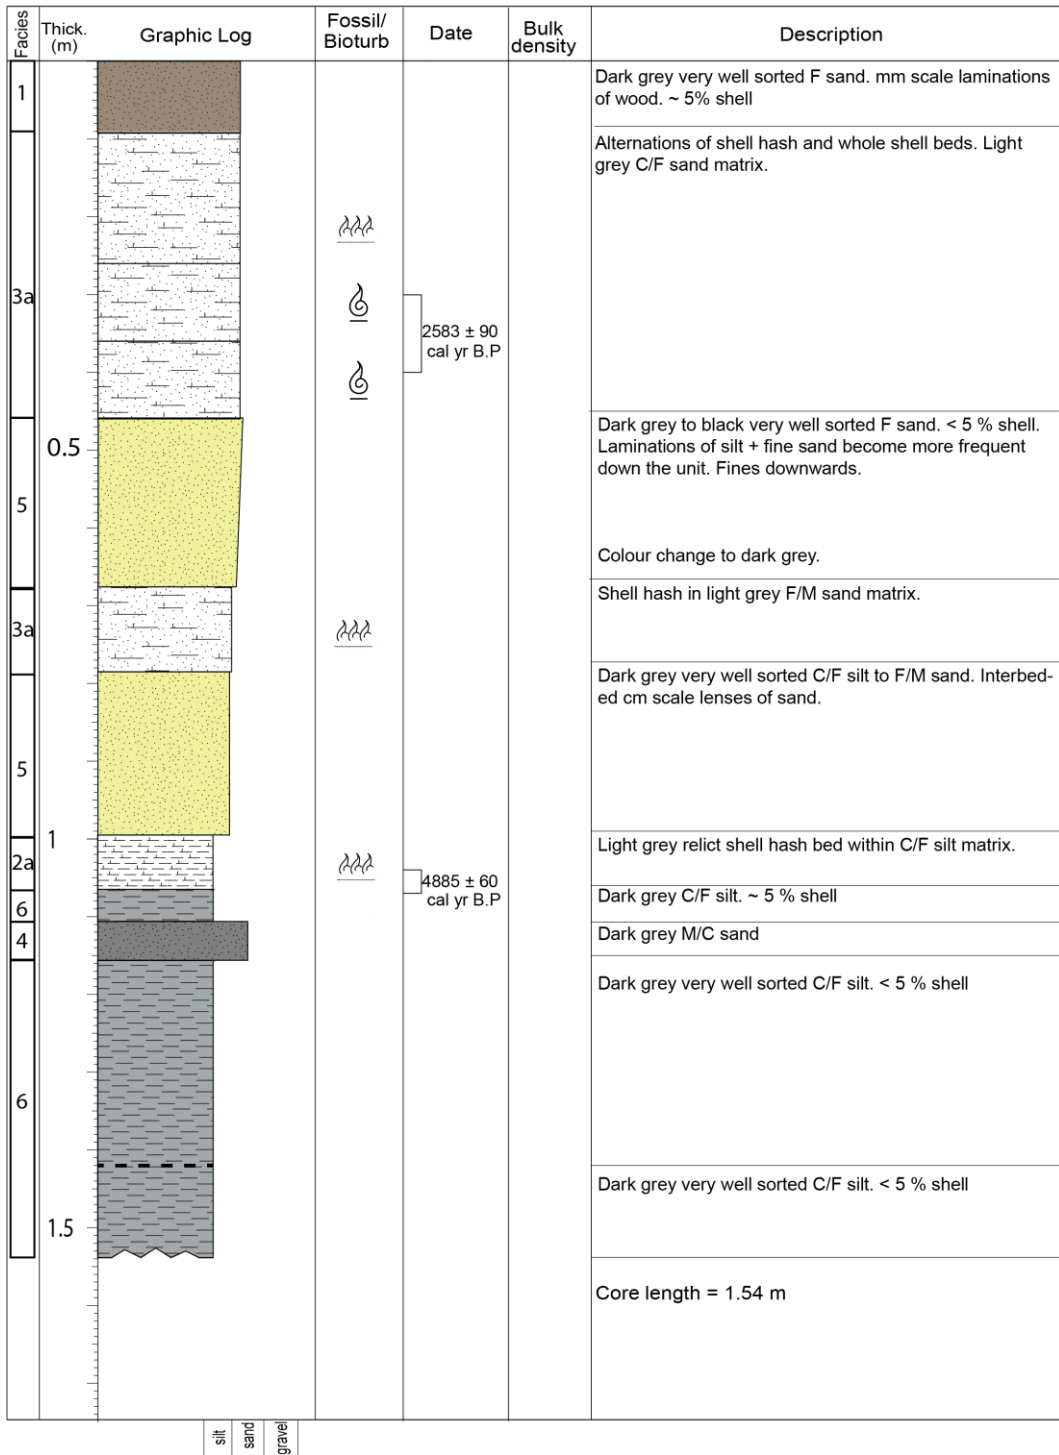 Facies
Thick.
(m)
Graphic Log
Fossil/
Bioturb
Date
Bulk
density
Description
1
Dark grey very well sorted F sand. mm scale laminations
of wood. ~ 5% shell
Alternations of shell hash and whole shell beds. Light
grey C/F sand matrix.
3a
2583 ± 90
cal yr B.P
Dark grey to black very well sorted F sand. < 5 % shell.
Laminations of silt + fine sand become more frequent
down the unit. Fines downwards.
0.5
5
Colour change to dark grey.
Shell hash in light grey F/M sand matrix.
3a
Dark grey very well sorted C/F silt to F/M sand. Interbed-
ed cm scale lenses of sand.
5
1
Light grey relict shell hash bed within C/F silt matrix.
2a
4885 ± 60
cal yr B.P
Dark grey C/F silt. ~ 5 % shell
6
Dark grey M/C sand
4
Dark grey very well sorted C/F silt. < 5 % shell
6
Dark grey very well sorted C/F silt. < 5 % shell
1.5
Core length = 1.54 m
silt
sand
gravel